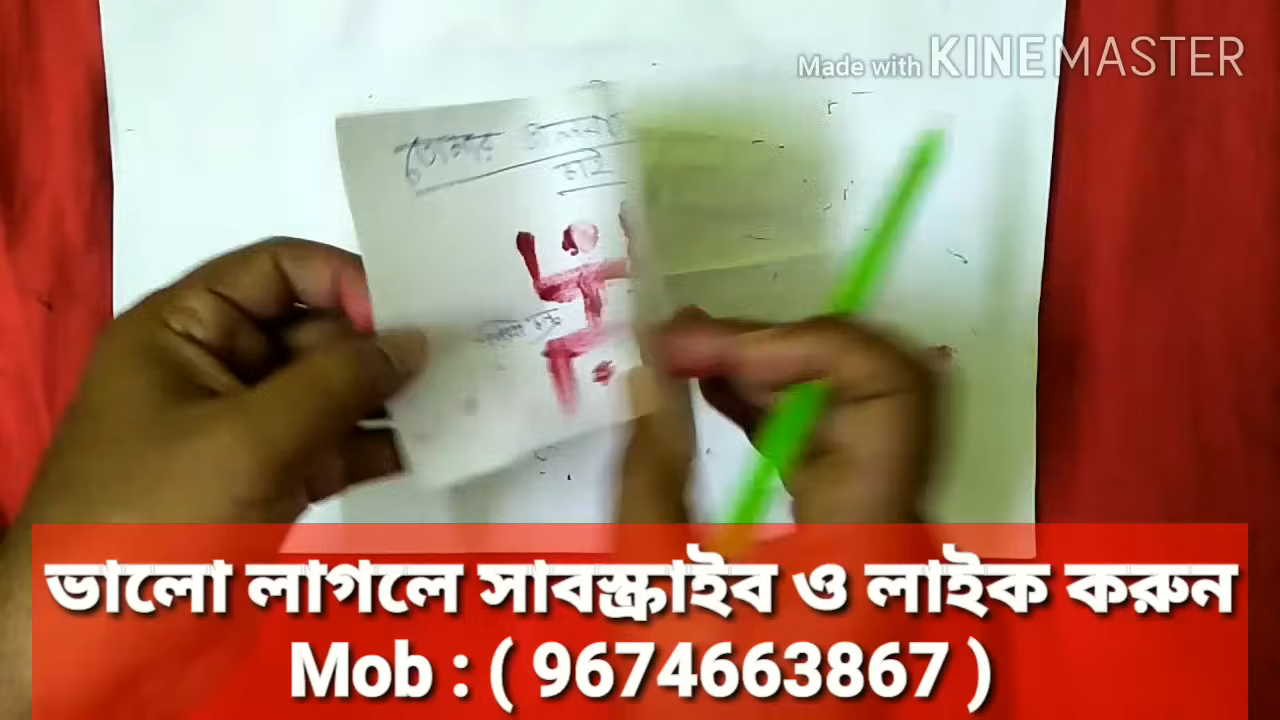 Made with KINEMASTER
তোমার
চাই
ভালো লাগলে সাবস্ক্রাইব ও লাইক করুন
Mob : ( 9674663867 )